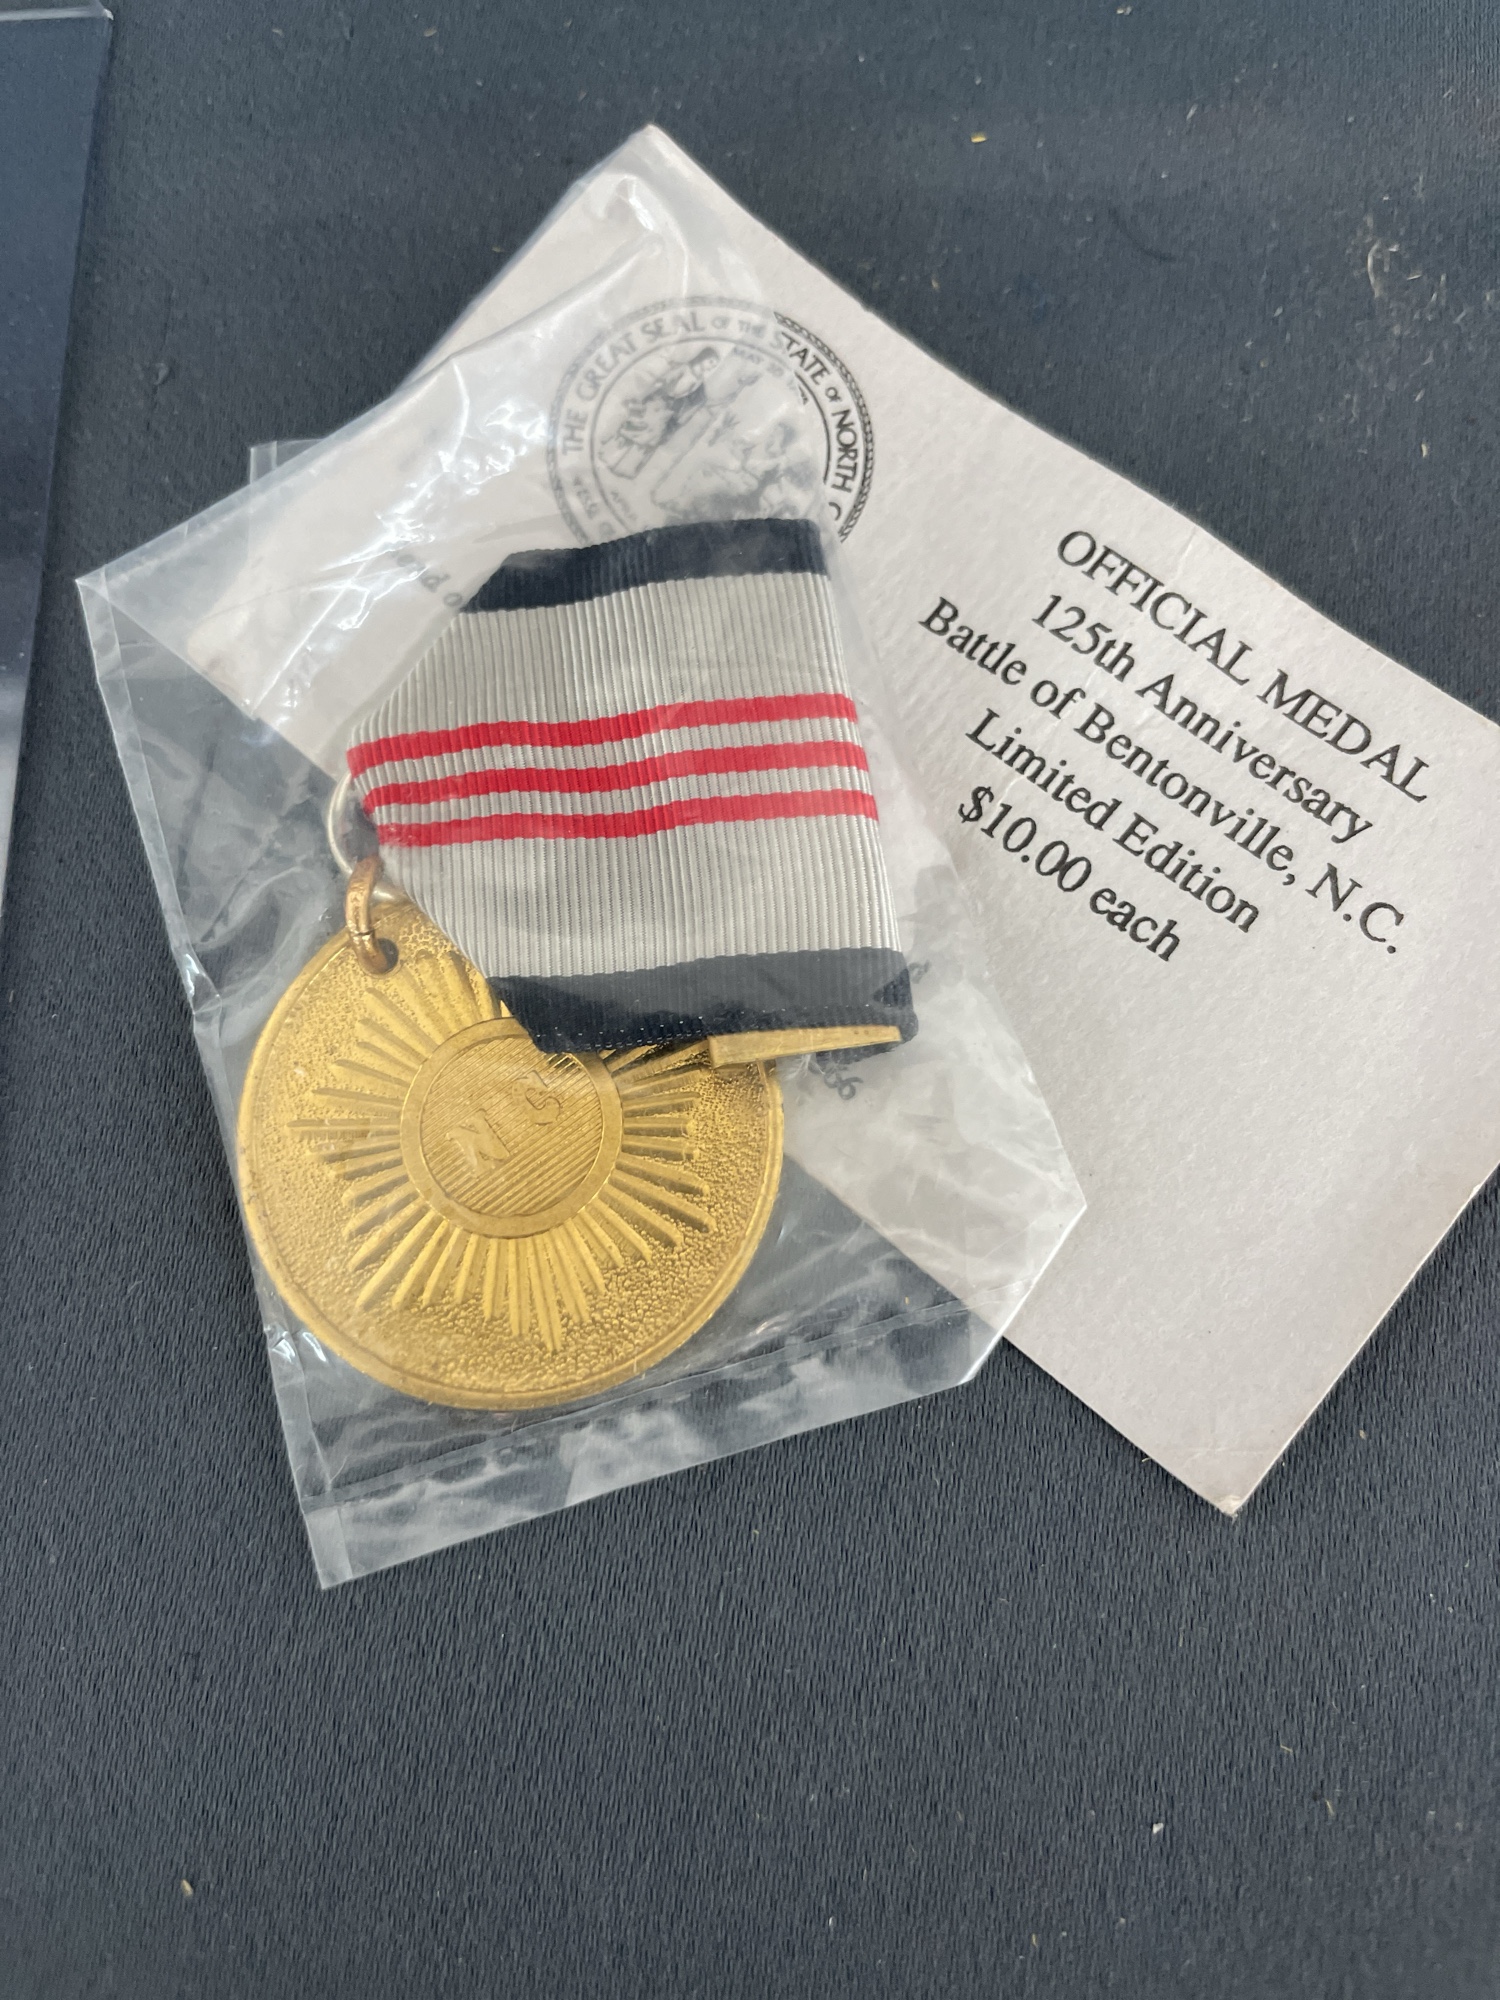 THE GREAT SEAL OF THE STATE OF NORTH C
OFFICIAL MEDAL
125th Anniversary
Battle of Bentonville, N.C.
Limited Edition
$10.00 each